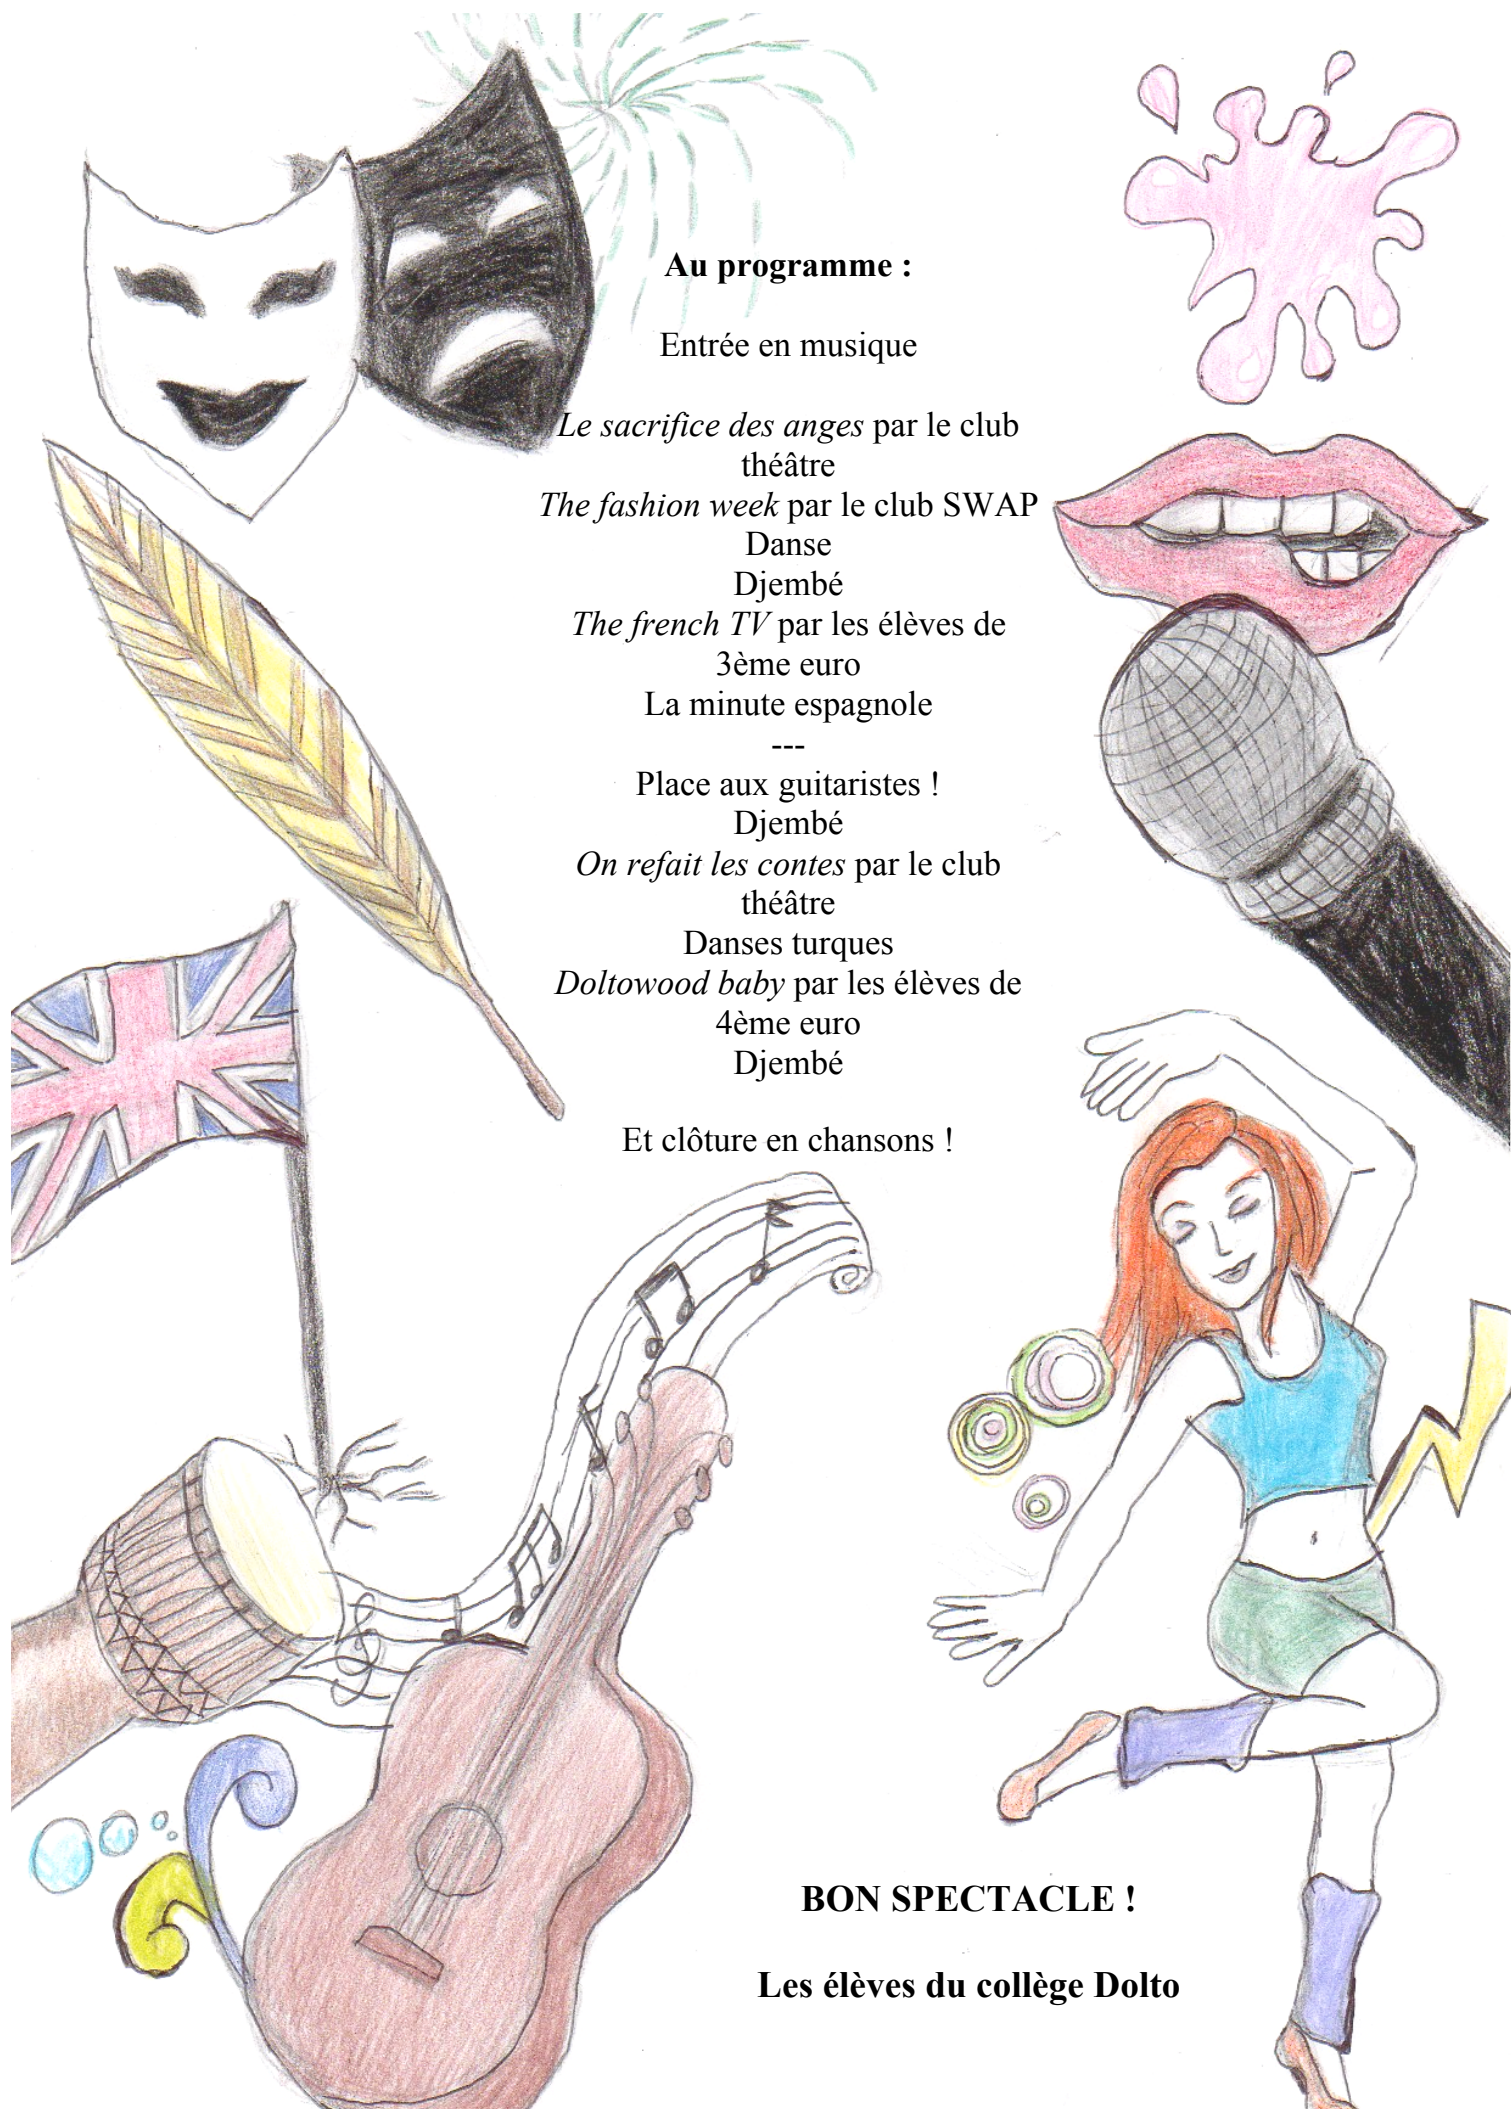 Au programme :
Entrée en musique
Le sacrifice des anges par le club
théâtre
The fashion week par le club SWAP
Danse
Djembé
The french TV par les élèves de
3ème euro
La minute espagnole
---
Place aux guitaristes !
Djembé
On refait les contes par le club
théâtre
Danses turques
Doltowood baby par les élèves de
4ème euro
Djembé
Et clôture en chansons !
BON SPECTACLE !
Les élèves du collège Dolto